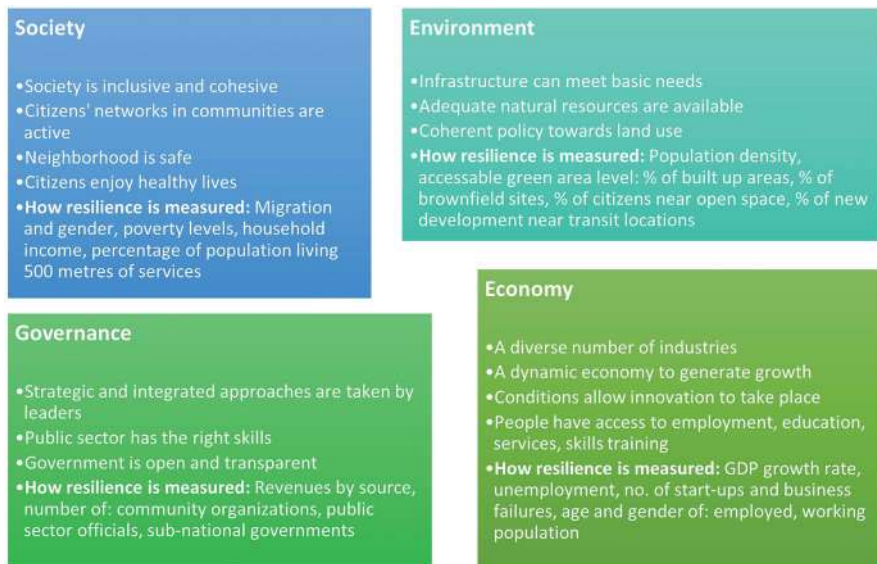 Society
•Society is inclusive and cohesive
•Citizens' networks in communities are
active
•Neighborhood is safe
•Citizens enjoy healthy lives
•How resilience is measured: Migration
and gender, poverty levels, household
income, percentage of population living
500 metres of services
Environment
•Infrastructure can meet basic needs
•Adequate natural resources are available
•Coherent policy towards land use
•How resilience is measured: Population density,
accessable green area level: % of built up areas, % of
brownfield sites, % of citizens near open space, % of new
development near transit locations
Governance
•Strategic and integrated approaches are taken by
leaders
•Public sector has the right skills
•Government is open and transparent
•How resilience is measured: Revenues by source,
number of: community organizations, public
sector officials, sub-national governments
Economy
•A diverse number of industries
•A dynamic economy to generate growth
•Conditions allow innovation to take place
•People have access to employment, education,
services, skills training
•How resilience is measured: GDP growth rate,
unemployment, no. of start-ups and business
failures, age and gender of: employed, working
population